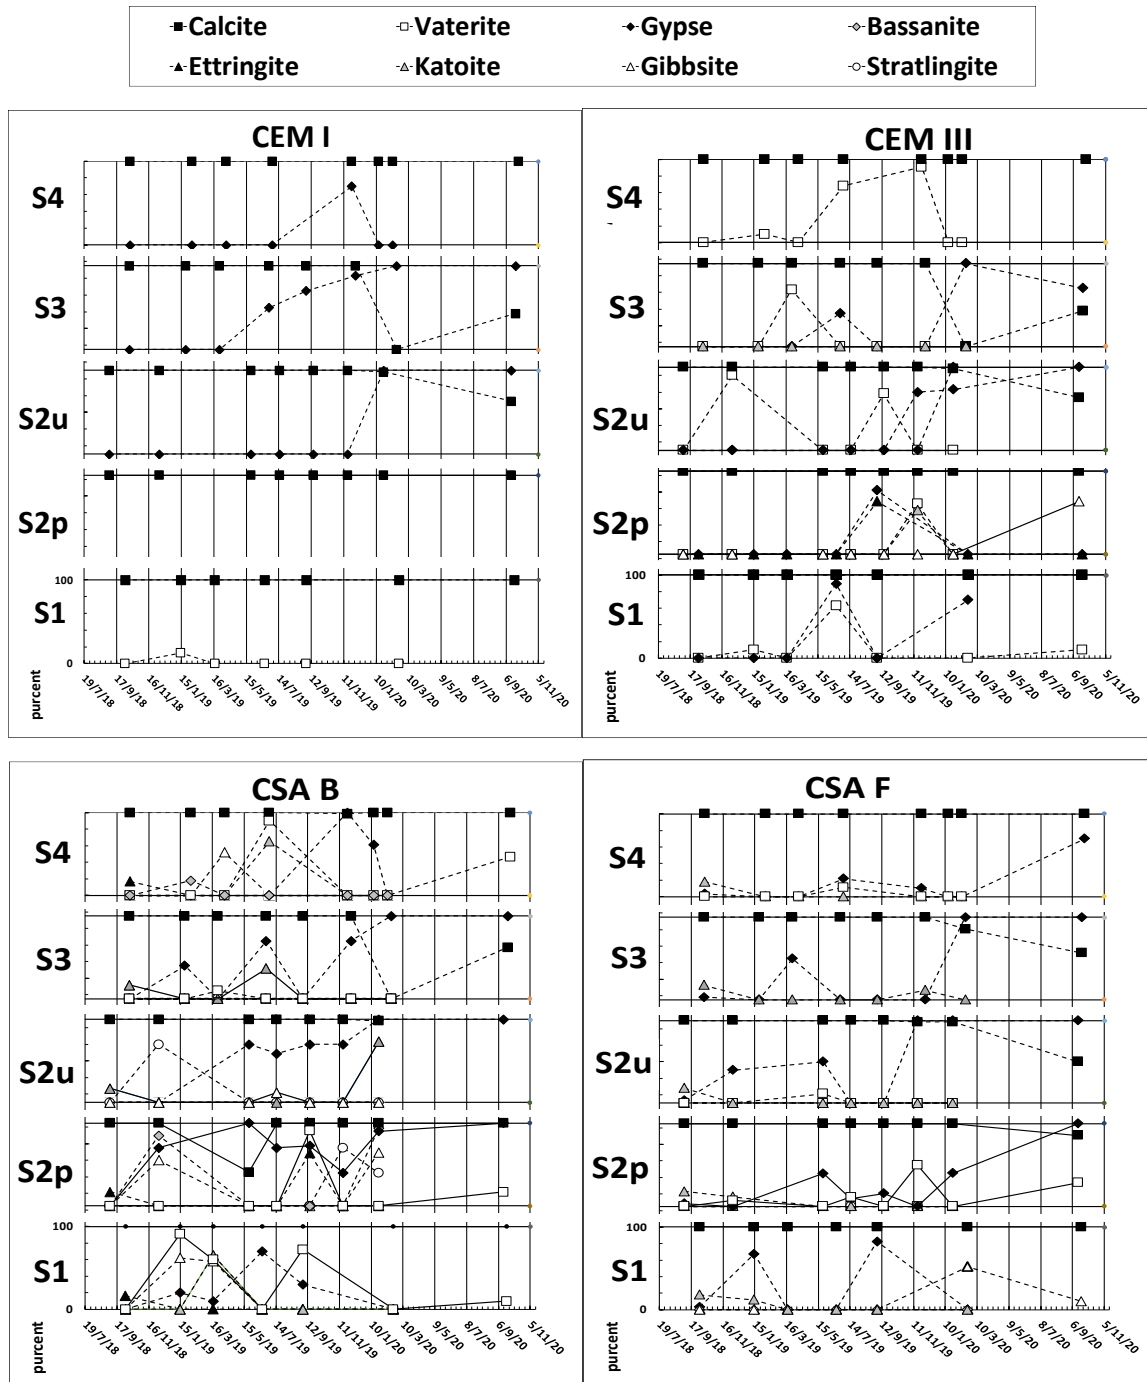 Calcite Vaterite Gypse Bassanite
Ettringite Katoite Gibbsite Stratlingite
CEM I
S4
S3
S2u
S2p
100
S1
0
purcent
19/7/18 17/9/18 16/11/18 15/1/19 16/3/19 15/5/19 14/7/19 12/9/19 11/11/19 10/1/20 10/3/20 9/5/20 8/7/20 6/9/20 5/11/20
CEM III
S4
S3
S2u
S2p
100
S1
0
purcent
19/7/18 17/9/18 16/11/18 15/1/19 16/3/19 15/5/19 14/7/19 12/9/19 11/11/19 10/1/20 10/3/20 9/5/20 8/7/20 6/9/20 5/11/20
CSA B
S4
S3
S2u
S2p
100
S1
0
purcent
19/7/18 17/9/18 16/11/18 15/1/19 16/3/19 15/5/19 14/7/19 12/9/19 11/11/19 10/1/20 10/3/20 9/5/20 8/7/20 6/9/20 5/11/20
CSA F
S4
S3
S2u
S2p
100
S1
0
purcent
19/7/18 17/9/18 16/11/18 15/1/19 16/3/19 15/5/19 14/7/19 12/9/19 11/11/19 10/1/20 10/3/20 9/5/20 8/7/20 6/9/20 5/11/20